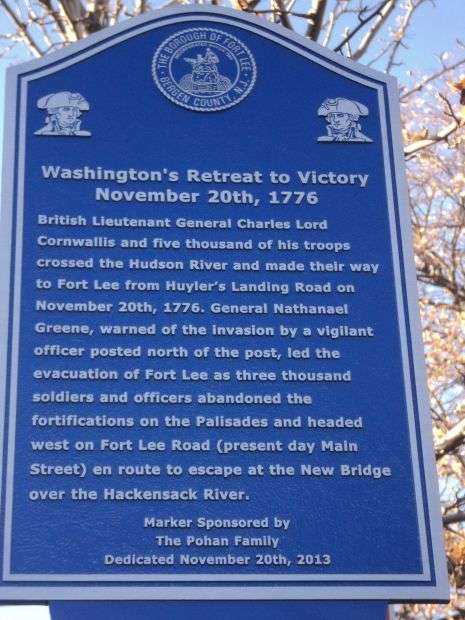 THE BOROUGH OF FORT LEE
BERGEN COUNTY, N.J.
Washington's Retreat to Victory
November 20th, 1776
British Lieutenant General Charles Lord
Cornwallis and five thousand of his troops
crossed the Hudson River and made their way
to Fort Lee from Huyler's Landing Road on
November 20th, 1776. General Nathanael
Greene, warned of the invasion by a vigilant
officer posted north of the post, led the
evacuation of Fort Lee as three thousand
soldiers and officers abandoned the
fortifications on the Palisades and headed
west on Fort Lee Road (present day Main
Street) en route to escape at the New Bridge
over the Hackensack River.
Marker Sponsored by
The Pohan Family
Dedicated November 20th, 2013